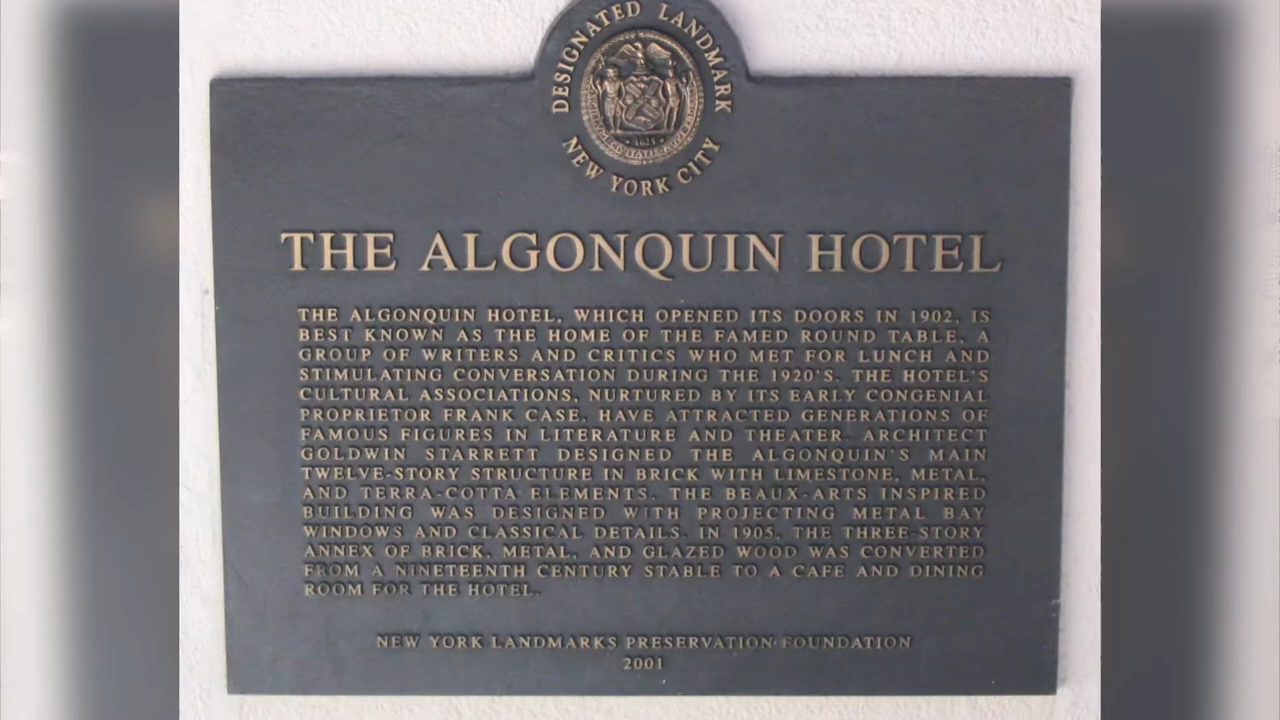 DESIGNATED LANDMARK
NEW YORK CITY
1625
THE ALGONQUIN HOTEL
THE ALGONQUIN HOTEL, WHICH OPENED ITS DOORS IN 1902, IS
BEST KNOWN AS THE HOME OF THE FAMED ROUND TABLE, A
GROUP OF WRITERS AND CRITICS WHO MET FOR LUNCH AND
STIMULATING CONVERSATION DURING THE 1920'S. THE HOTEL'S
CULTURAL ASSOCIATIONS, NURTURED BY ITS EARLY CONGENIAL
PROPRIETOR FRANK CASE, HAVE ATTRACTED GENERATIONS OF
FAMOUS FIGURES IN LITERATURE AND THEATER. ARCHITECT
GOLDWIN STARRETT DESIGNED THE ALGONQUIN'S MAIN
TWELVE-STORY STRUCTURE IN BRICK WITH LIMESTONE, METAL,
AND TERRA-COTTA ELEMENTS. THE BEAUX-ARTS INSPIRED
BUILDING WAS DESIGNED WITH PROJECTING METAL BAY
WINDOWS AND CLASSICAL DETAILS. IN 1905, THE THREE-STORY
ANNEX OF BRICK, METAL, AND GLAZED WOOD WAS CONVERTED
FROM A NINETEENTH CENTURY STABLE TO A CAFE AND DINING
ROOM FOR THE HOTEL.
NEW YORK LANDMARKS PRESERVATION FOUNDATION
2001